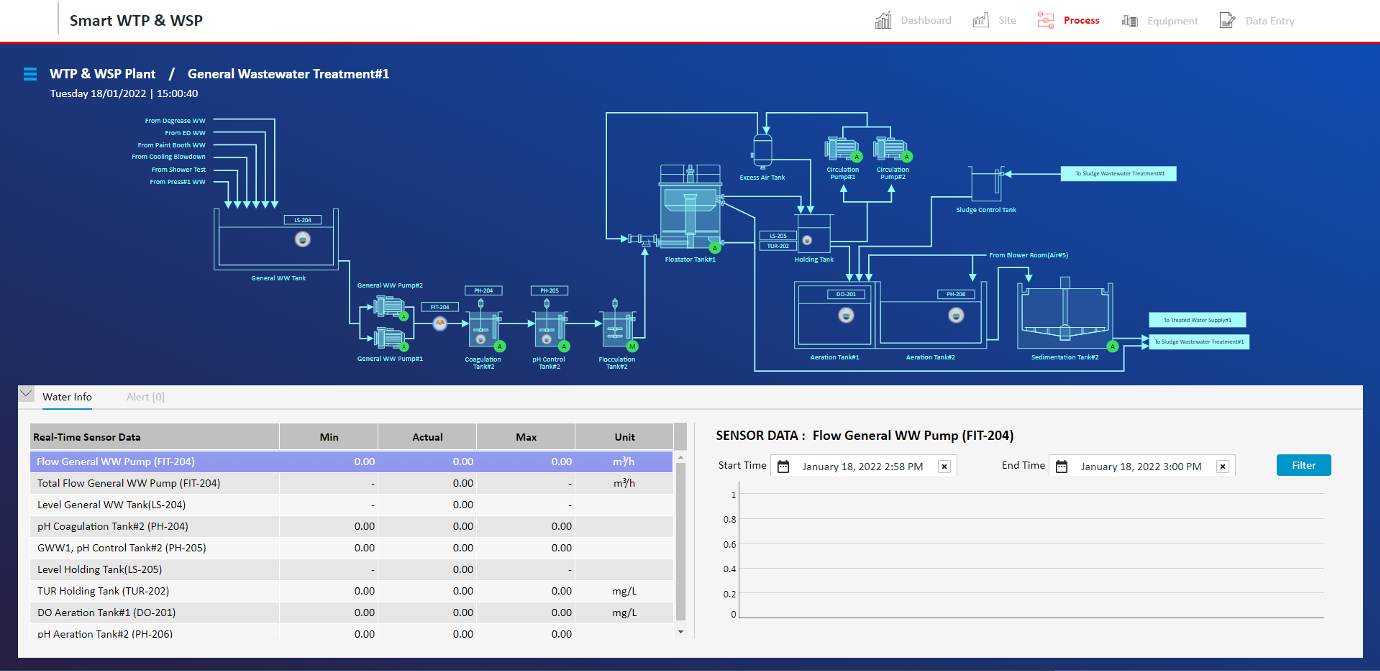 Smart WTP & WSP
Dashboard
Site
Process
Equipment
Data Entry
WTP & WSP Plant / General Wastewater Treatment#1
Tuesday 18/01/2022 | 15:00:40
From Degrease WW
From ED WW
From Paint Booth WW
From Cooling Blowdown
From Shower Test
From Press#1 WW
LS-204
General WW Tank
General WW Pump#2
A
A
General WW Pump#1
FIT-204
PH-204
A
Coagulation
Tank#2
PH-205
A
pH Control
Tank#2
M
Flocculation
Tank#2
Excess Air Tank
A
Circulation
Pump#1
A
Circulation
Pump#2
A
Flostator Tank#1
LS-205
TUR-202
Holding Tank
Sludge Control Tank
To Sludge Wastewater Treatment#1
From Blower Room(Air#5)
DO-201
Aeration Tank#1
PH-206
Aeration Tank#2
A
Sedimentation Tank#2
To Treated Water Supply#1
To Sludge Wastewater Treatment#1
Water Info
Alert [0]
Real-Time Sensor Data Min Actual Max Unit
Flow General WW Pump (FIT-204) 0.00 0.00 0.00 m³/h
Total Flow General WW Pump (FIT-204) - 0.00 - m³/h
Level General WW Tank(LS-204) - 0.00 -
pH Coagulation Tank#2 (PH-204) 0.00 0.00 0.00
GWW1, pH Control Tank#2 (PH-205) 0.00 0.00 0.00
Level Holding Tank(LS-205) - 0.00 -
TUR Holding Tank (TUR-202) 0.00 0.00 0.00 mg/L
DO Aeration Tank#1 (DO-201) 0.00 0.00 0.00 mg/L
pH Aeration Tank#2 (PH-206) 0.00 0.00 0.00
SENSOR DATA : Flow General WW Pump (FIT-204)
Start Time January 18, 2022 2:58 PM
End Time January 18, 2022 3:00 PM
Filter
1
0.8
0.6
0.4
0.2
0